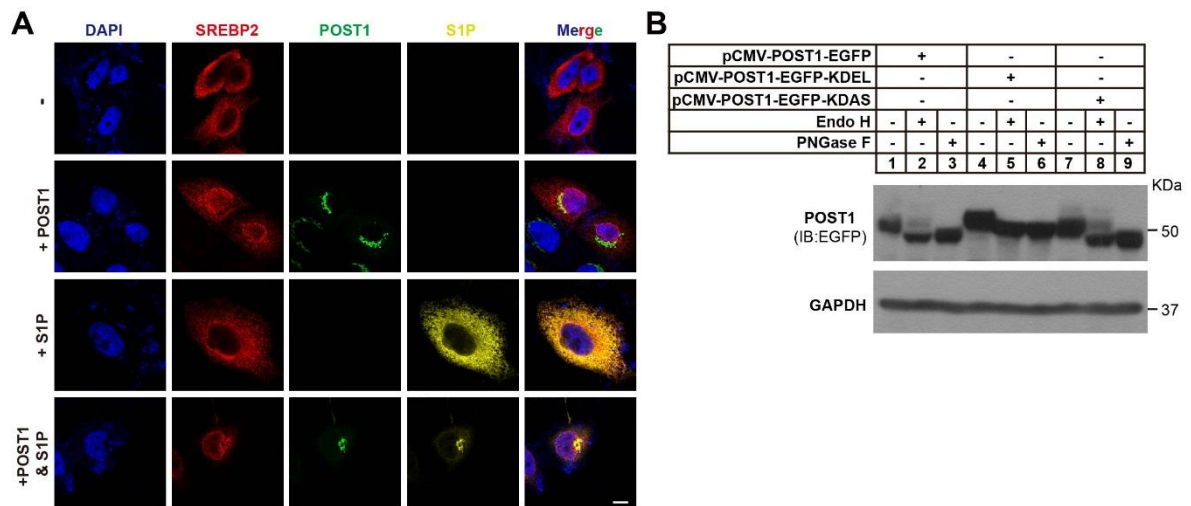 A
DAPI SREBP2 POST1 S1P Merge
-
+ POST1
+ S1P
+POST1
& S1P
B
pCMV-POST1-EGFP + - -
pCMV-POST1-EGFP-KDEL - + -
pCMV-POST1-EGFP-KDAS - - +
Endo H - + - - + - - + -
PNGase F - - + - - + - - +
1 2 3 4 5 6 7 8 9
KDa
POST1
(IB:EGFP)
- 50
GAPDH
- 37